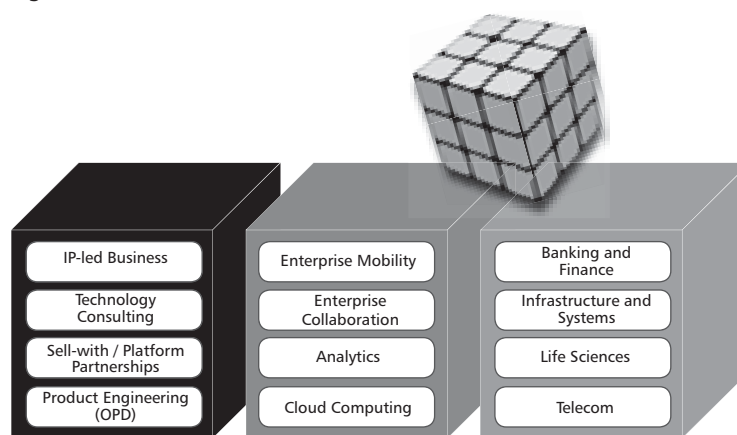 IP-led Business
Technology
Consulting
Sell-with / Platform
Partnerships
Product Engineering
(OPD)
Enterprise Mobility
Enterprise
Collaboration
Analytics
Cloud Computing
Banking and
Finance
Infrastructure and
Systems
Life Sciences
Telecom